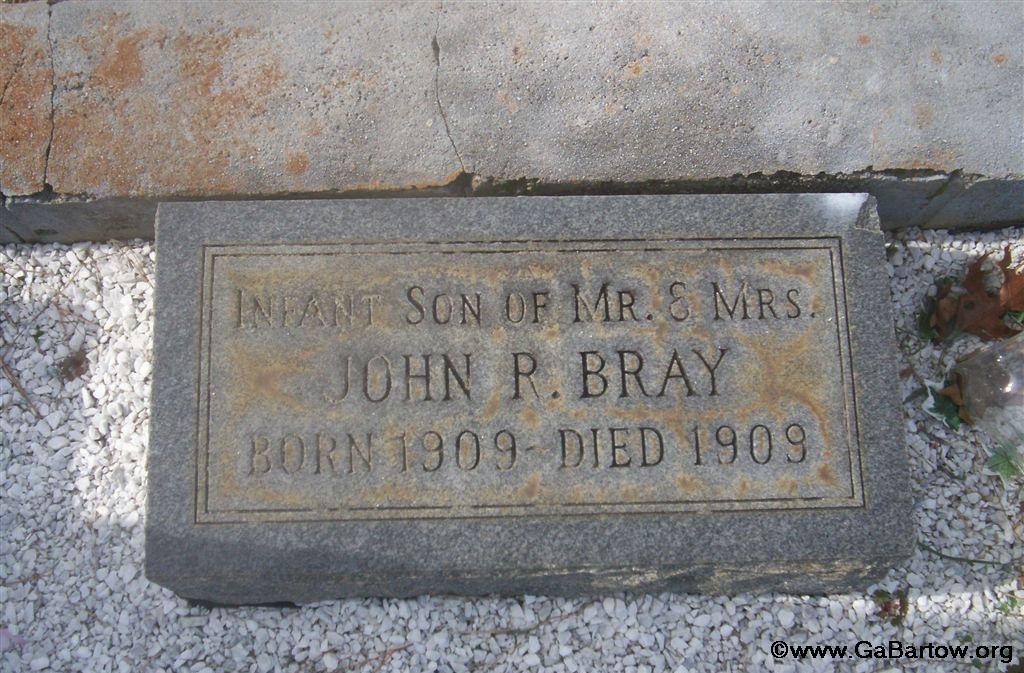 Infant Son of Mr. & Mrs.
JOHN R. BRAY
BORN 1909 - DIED 1909
©www.GaBartow.org